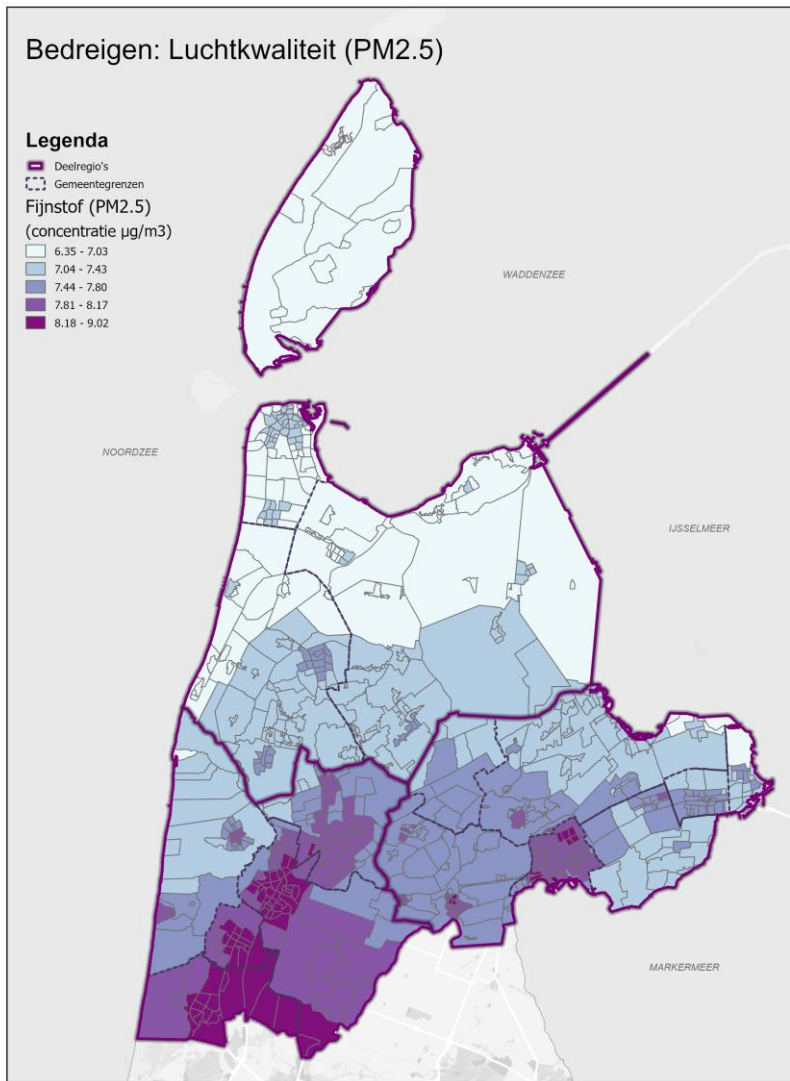 Bedreigen: Luchtkwaliteit (PM2.5)
Legenda
Deelregio's
Gemeentegrenzen
Fijnstof (PM2.5)
(concentratie µg/m3)
6.35 - 7.03
7.04 - 7.43
7.44 - 7.80
7.81 - 8.17
8.18 - 9.02
WADDENZEE
NOORDZEE
IJSSELMEER
MARKERMEER